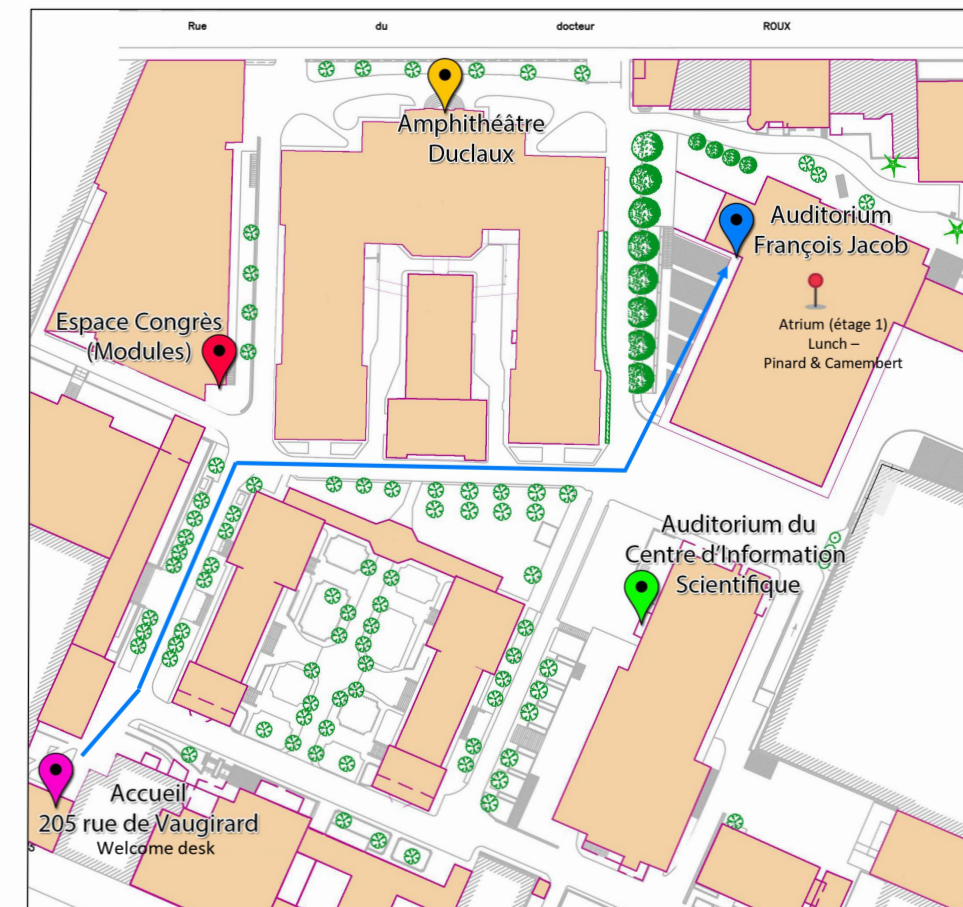 Rue du docteur ROUX
Amphithéâtre
Duclaux
Auditorium
François Jacob
Espace Congrès
(Modules)
Atrium (étage 1)
Lunch –
Pinard & Camembert
Auditorium du
Centre d'Information
Scientifique
Accueil
205 rue de Vaugirard
Welcome desk
3